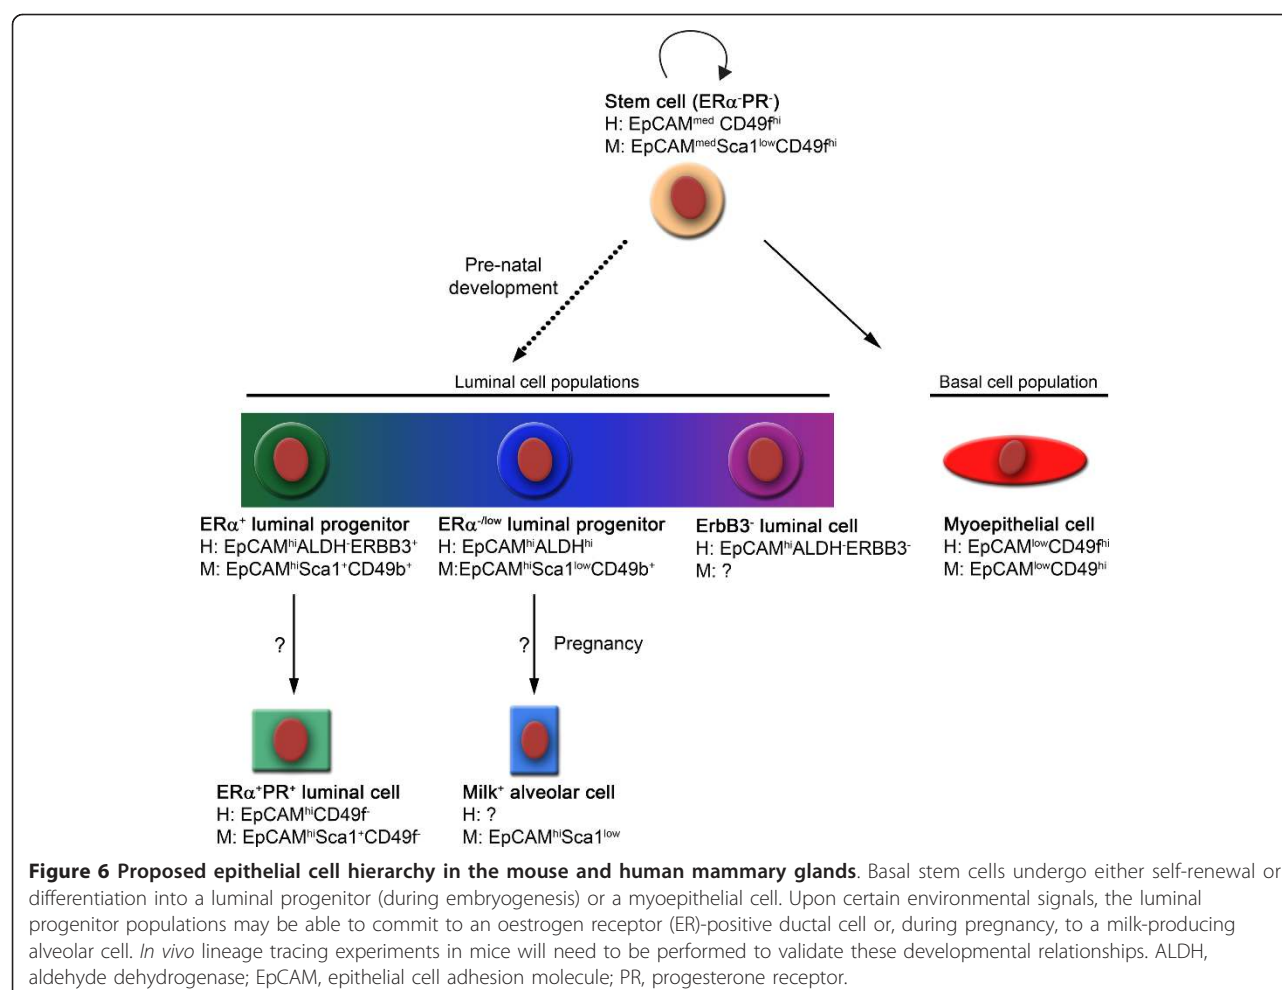 Stem cell (ERα⁻PR⁻)
H: EpCAMᵐᵉᵈ CD49fʰⁱ
M: EpCAMᵐᵉᵈSca1ˡᵒʷCD49fʰⁱ
Pre-natal
development
Luminal cell populations
Basal cell population
ERα⁺ luminal progenitor
H: EpCAMʰⁱALDH⁻ERBB3⁺
M: EpCAMʰⁱSca1⁺CD49b⁺
ERα⁻/ˡᵒʷ luminal progenitor
H: EpCAMʰⁱALDHʰⁱ
M:EpCAMʰⁱSca1ˡᵒʷCD49b⁺
ErbB3⁻ luminal cell
H: EpCAMʰⁱALDH⁻ERBB3⁻
M: ?
Myoepithelial cell
H: EpCAMˡᵒʷCD49fʰⁱ
M: EpCAMˡᵒʷCD49ʰⁱ
?
? Pregnancy
ERα⁺PR⁺ luminal cell
H: EpCAMʰⁱCD49f⁻
M: EpCAMʰⁱSca1⁺CD49f⁻
Milk⁺ alveolar cell
H: ?
M: EpCAMʰⁱSca1ˡᵒʷ
Figure 6 Proposed epithelial cell hierarchy in the mouse and human mammary glands. Basal stem cells undergo either self-renewal or
differentiation into a luminal progenitor (during embryogenesis) or a myoepithelial cell. Upon certain environmental signals, the luminal
progenitor populations may be able to commit to an oestrogen receptor (ER)-positive ductal cell or, during pregnancy, to a milk-producing
alveolar cell. In vivo lineage tracing experiments in mice will need to be performed to validate these developmental relationships. ALDH,
aldehyde dehydrogenase; EpCAM, epithelial cell adhesion molecule; PR, progesterone receptor.